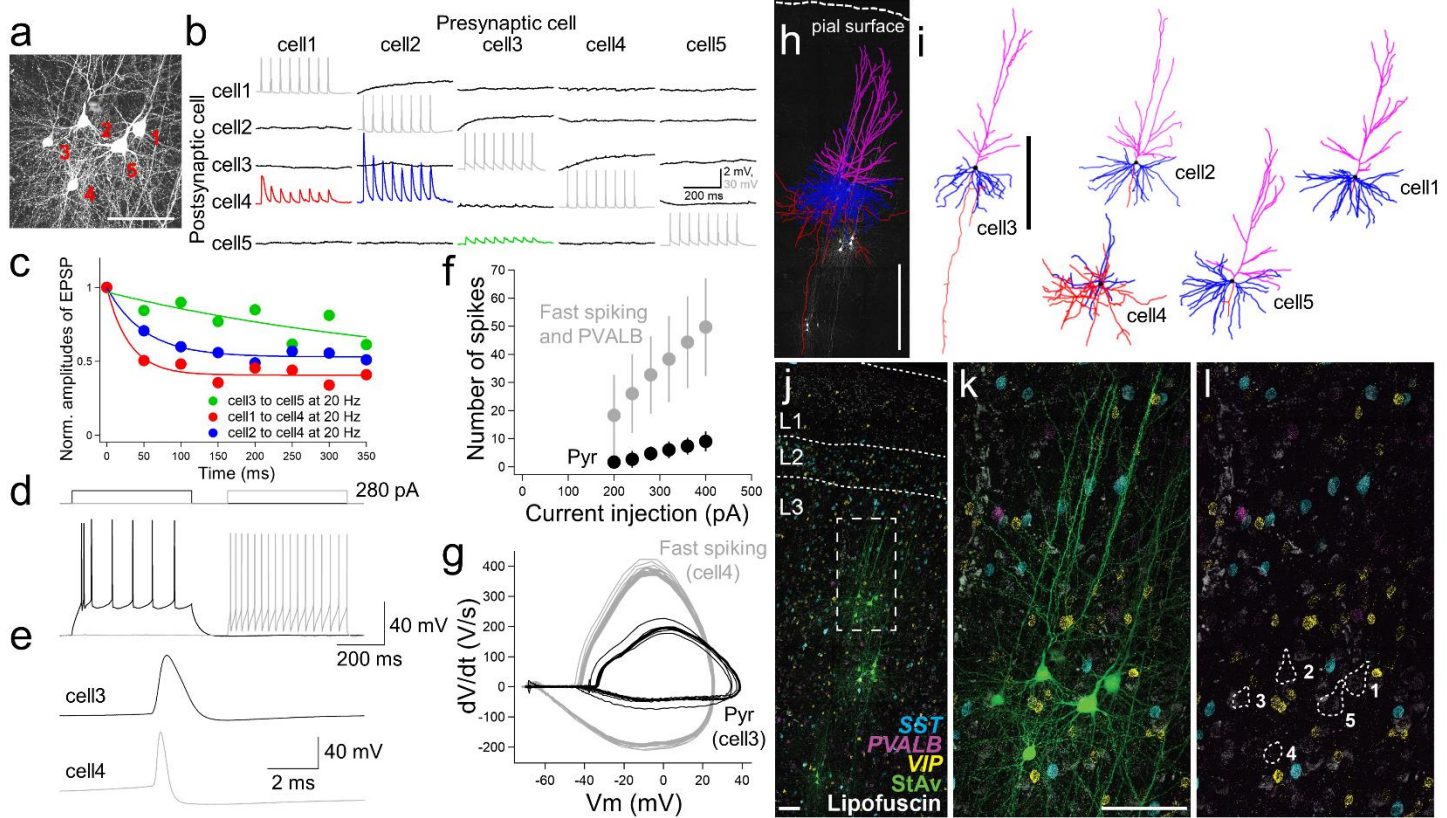 a
1
2
3
4
5
b
Presynaptic cell
cell1 cell2 cell3 cell4 cell5
Postsynaptic cell
cell1
cell2
cell3
cell4
cell5
2 mV,
30 mV
200 ms
c
Norm. amplitudes of EPSP
1
0.5
0
cell3 to cell5 at 20 Hz
cell1 to cell4 at 20 Hz
cell2 to cell4 at 20 Hz
0 50 100 150 200 250 300 350
Time (ms)
d
280 pA
40 mV
200 ms
e
cell3
cell4
40 mV
2 ms
f
Number of spikes
70
60
50
40
30
20
10
0
Fast spiking
and PVALB
Pyr
0 100 200 300 400 500
Current injection (pA)
g
dV/dt (V/s)
400
300
200
100
0
-100
-200
Fast spiking
(cell4)
Pyr
(cell3)
-60 -40 -20 0 20 40
Vm (mV)
h
pial surface
i
cell3
cell2
cell1
cell4
cell5
j
L1
L2
L3
SST
PVALB
VIP
StAv
Lipofuscin
k
l
1
2
3
4
5